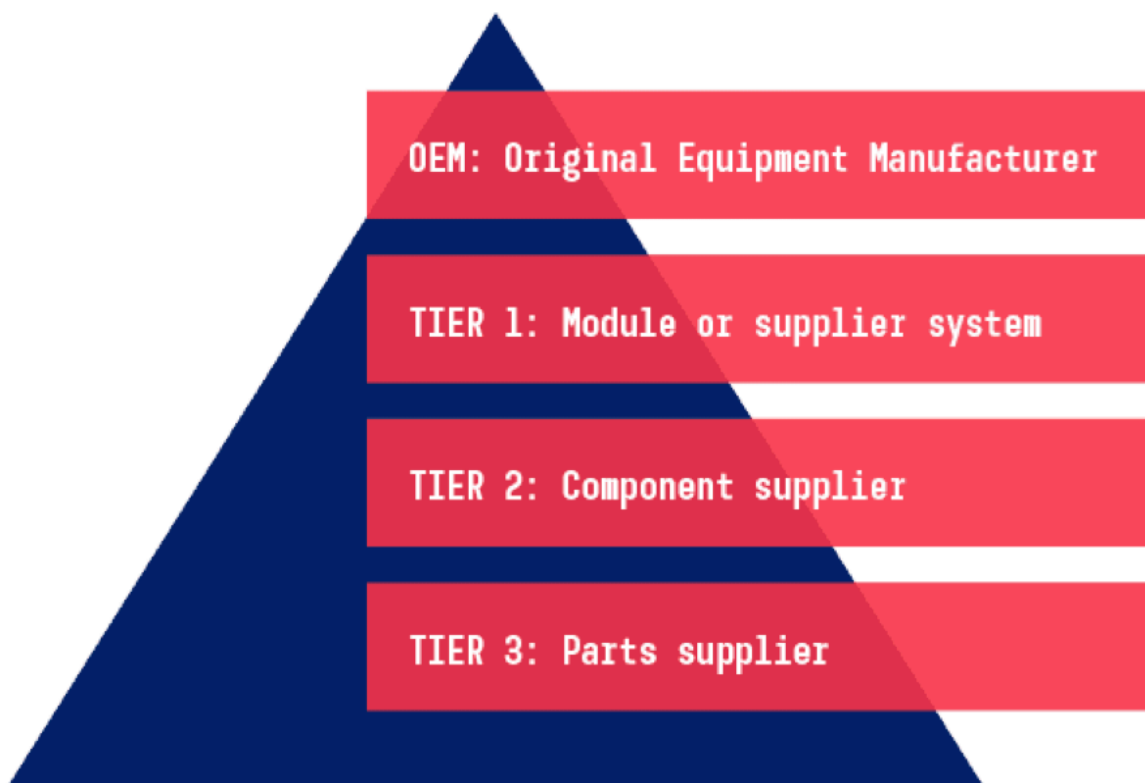 OEM: Original Equipment Manufacturer
TIER 1: Module or supplier system
TIER 2: Component supplier
TIER 3: Parts supplier